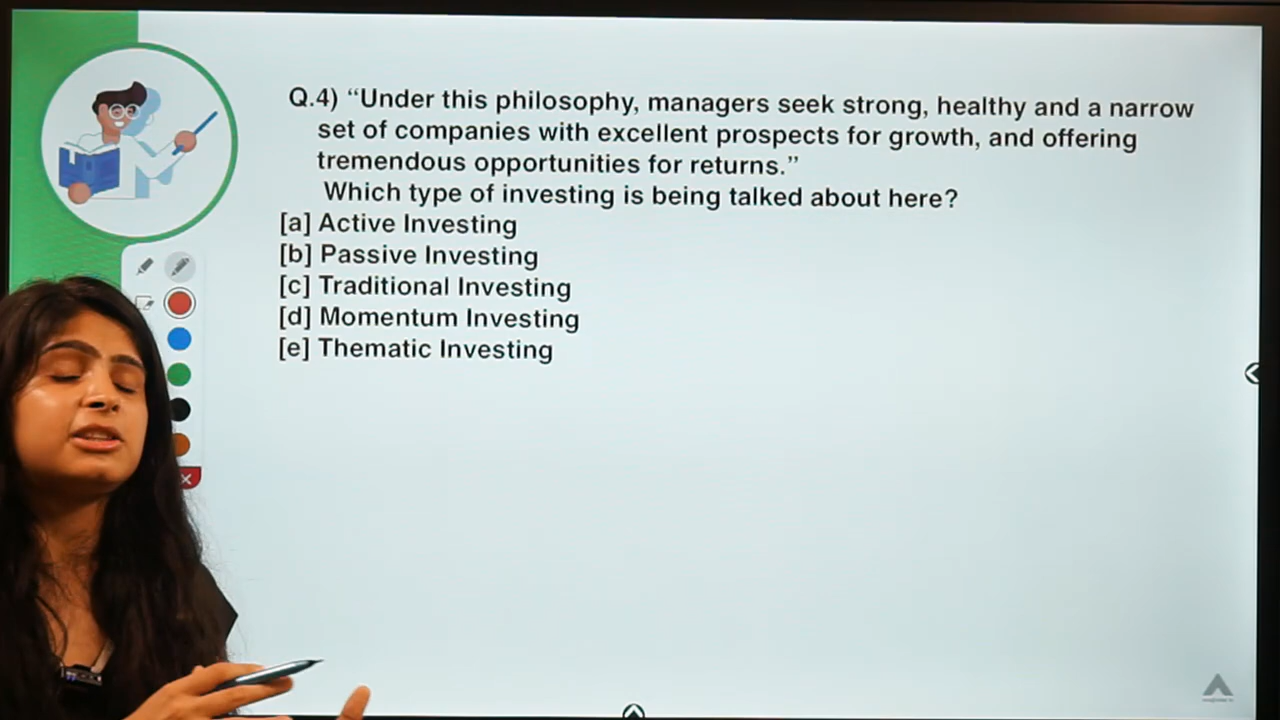 Q.4) “Under this philosophy, managers seek strong, healthy and a narrow
set of companies with excellent prospects for growth, and offering
tremendous opportunities for returns.”
Which type of investing is being talked about here?
[a] Active Investing
[b] Passive Investing
[c] Traditional Investing
[d] Momentum Investing
[e] Thematic Investing